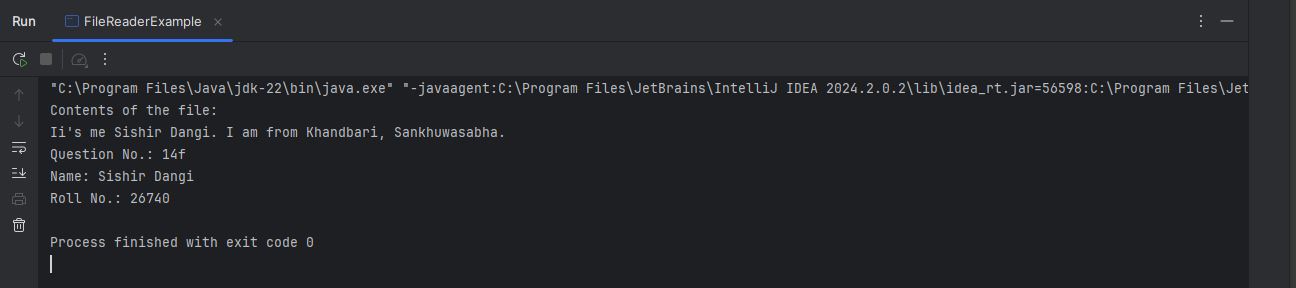 Run
FileReaderExample
"C:\Program Files\Java\jdk-22\bin\java.exe" "-javaagent:C:\Program Files\JetBrains\IntelliJ IDEA 2024.2.0.2\lib\idea_rt.jar=56598:C:\Program Files\Jet
Contents of the file:
Ii's me Sishir Dangi. I am from Khandbari, Sankhuwasabha.
Question No.: 14f
Name: Sishir Dangi
Roll No.: 26740
Process finished with exit code 0